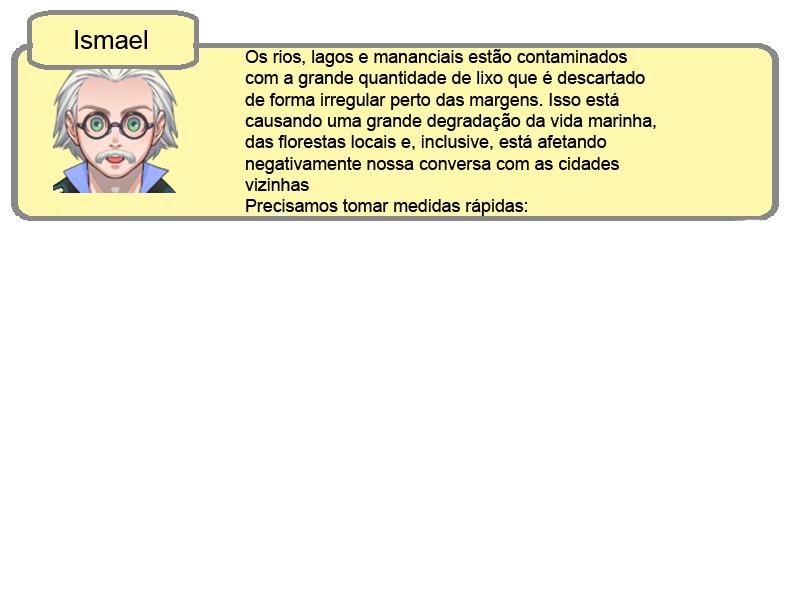 Ismael
Os rios, lagos e mananciais estão contaminados
com a grande quantidade de lixo que é descartado
de forma irregular perto das margens. Isso está
causando uma grande degradação da vida marinha,
das florestas locais e, inclusive, está afetando
negativamente nossa conversa com as cidades
vizinhas
Precisamos tomar medidas rápidas: